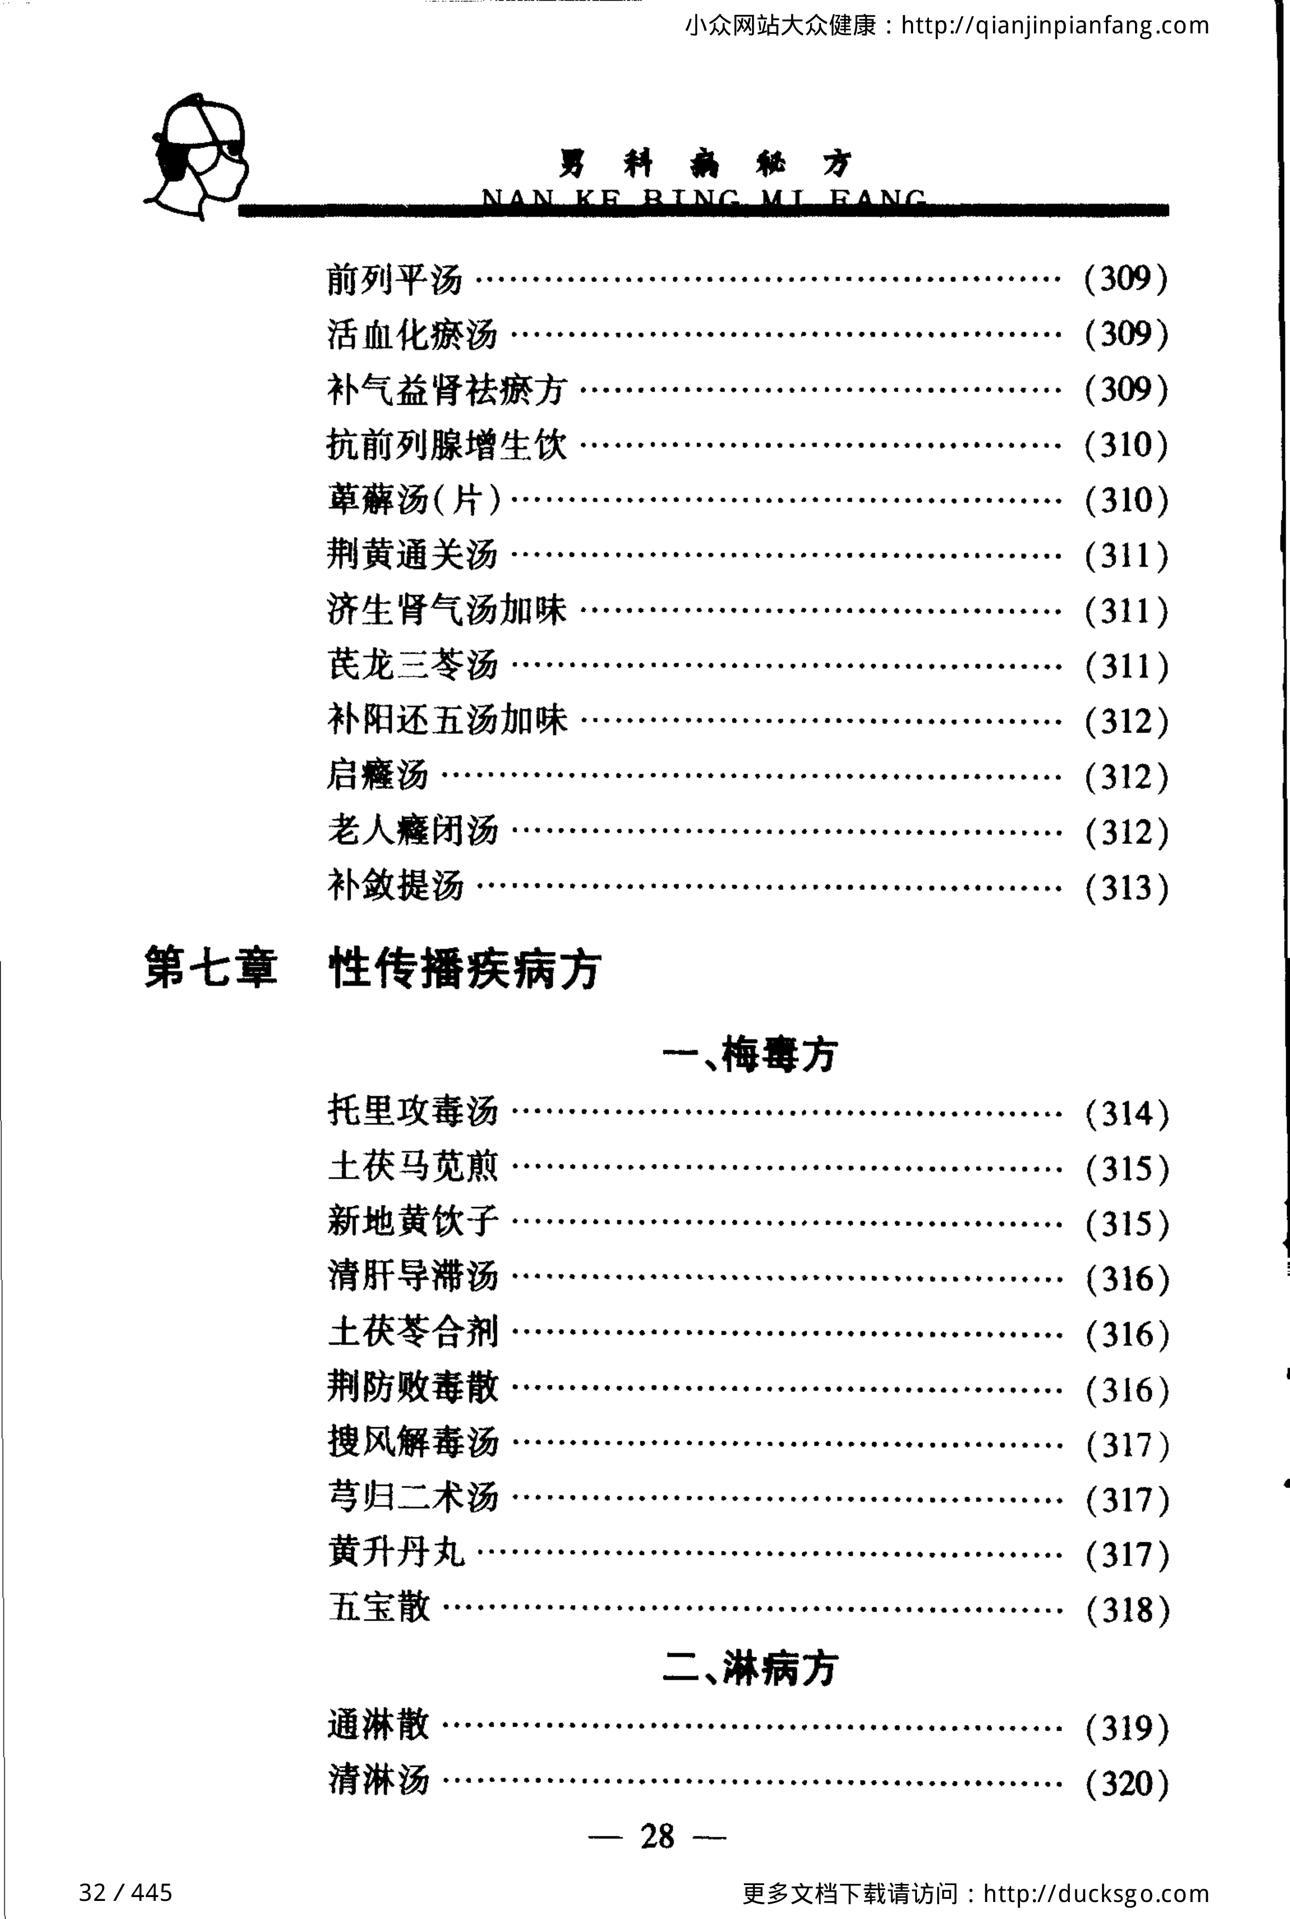 小众网站大众健康：http://qianjinpianfang.com
男科病秘方
NAN KE BING MI FANG
前列平汤 …… (309)
活血化瘀汤 …… (309)
补气益肾祛瘀方 …… (309)
抗前列腺增生饮 …… (310)
萆薢汤(片) …… (310)
荆黄通关汤 …… (311)
济生肾气汤加味 …… (311)
芪龙三苓汤 …… (311)
补阳还五汤加味 …… (312)
启癃汤 …… (312)
老人癃闭汤 …… (312)
补敛提汤 …… (313)
第七章 性传播疾病方
一、梅毒方
托里攻毒汤 …… (314)
土茯马苋煎 …… (315)
新地黄饮子 …… (315)
清肝导滞汤 …… (316)
土茯苓合剂 …… (316)
荆防败毒散 …… (316)
搜风解毒汤 …… (317)
芎归二术汤 …… (317)
黄升丹丸 …… (317)
五宝散 …… (318)
二、淋病方
通淋散 …… (319)
清淋汤 …… (320)
— 28 —
32 / 445
更多文档下载请访问：http://ducksgo.com